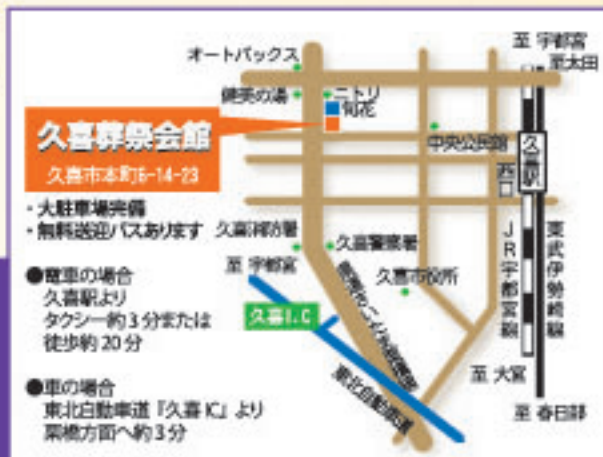 至 宇都宮
至太田
オートバックス
健美の湯
ニトリ
旬花
久喜葬祭会館
久喜市本町6-14-23
中央公民館
久喜駅
西口
・大駐車場完備
・無料送迎バスあります
久喜消防署
久喜警察署
至 宇都宮
久喜市役所
JR宇都宮線
東武伊勢崎線
●電車の場合
久喜駅より
タクシー約3分または
徒歩約20分
久喜I.C
東北自動車道
至 大宮
至 春日部
●車の場合
東北自動車道『久喜IC』より
栗橋方面へ約3分